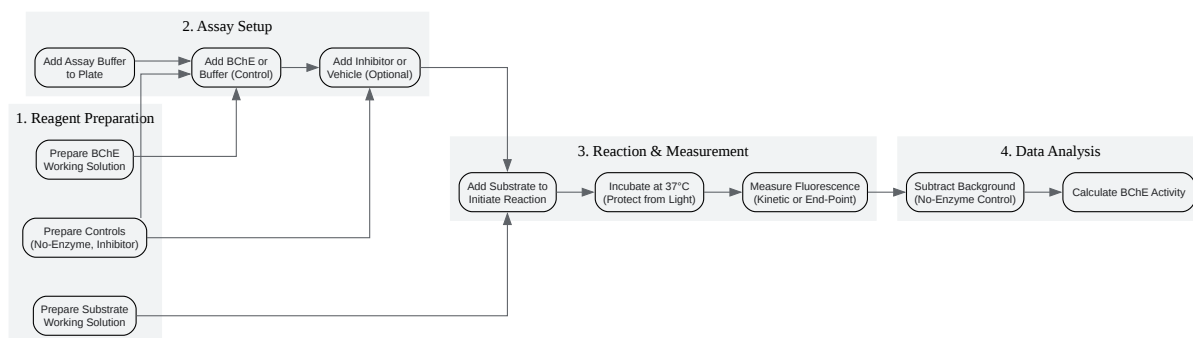 2. Assay Setup
Add Assay Buffer
to Plate
Add BChE or
Buffer (Control)
Add Inhibitor or
Vehicle (Optional)
1. Reagent Preparation
Prepare BChE
Working Solution
Prepare Controls
(No-Enzyme, Inhibitor)
Prepare Substrate
Working Solution
3. Reaction & Measurement
Add Substrate to
Initiate Reaction
Incubate at 37°C
(Protect from Light)
Measure Fluorescence
(Kinetic or End-Point)
4. Data Analysis
Subtract Background
(No-Enzyme Control)
Calculate BChE Activity